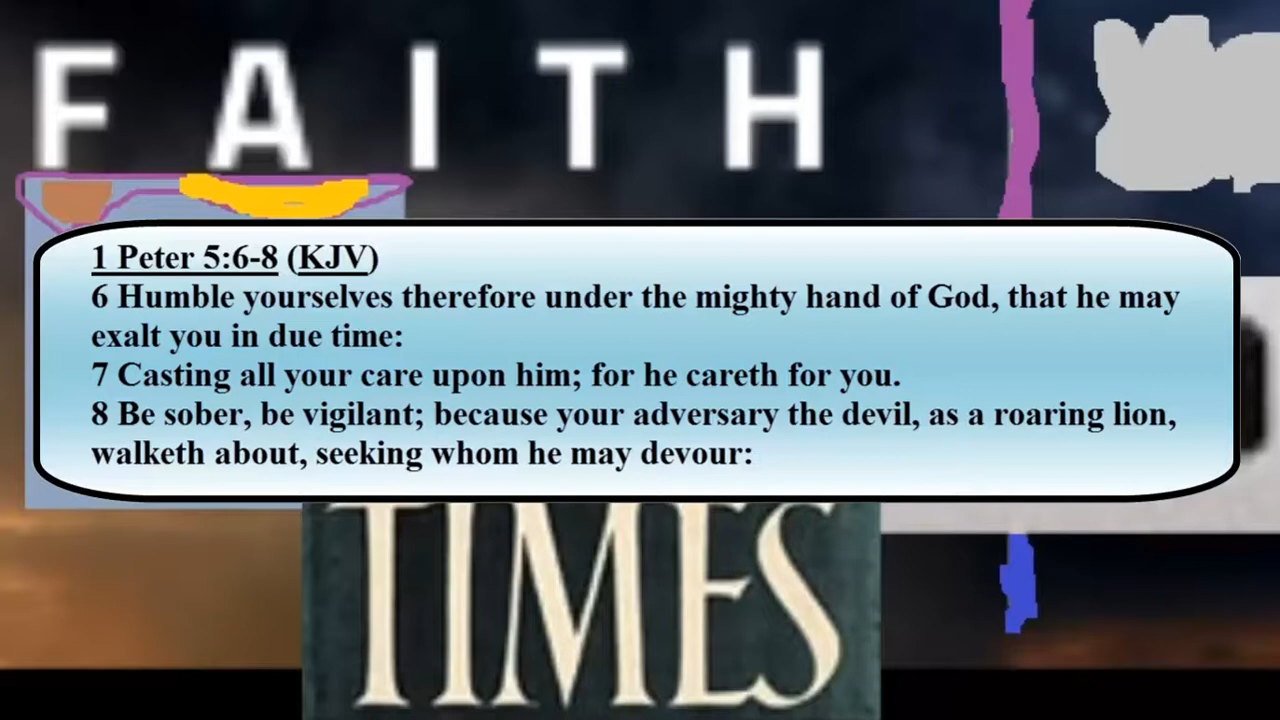 F A I T H
1 Peter 5:6-8 (KJV)
6 Humble yourselves therefore under the mighty hand of God, that he may
exalt you in due time:
7 Casting all your care upon him; for he careth for you.
8 Be sober, be vigilant; because your adversary the devil, as a roaring lion,
walketh about, seeking whom he may devour:
TIMES